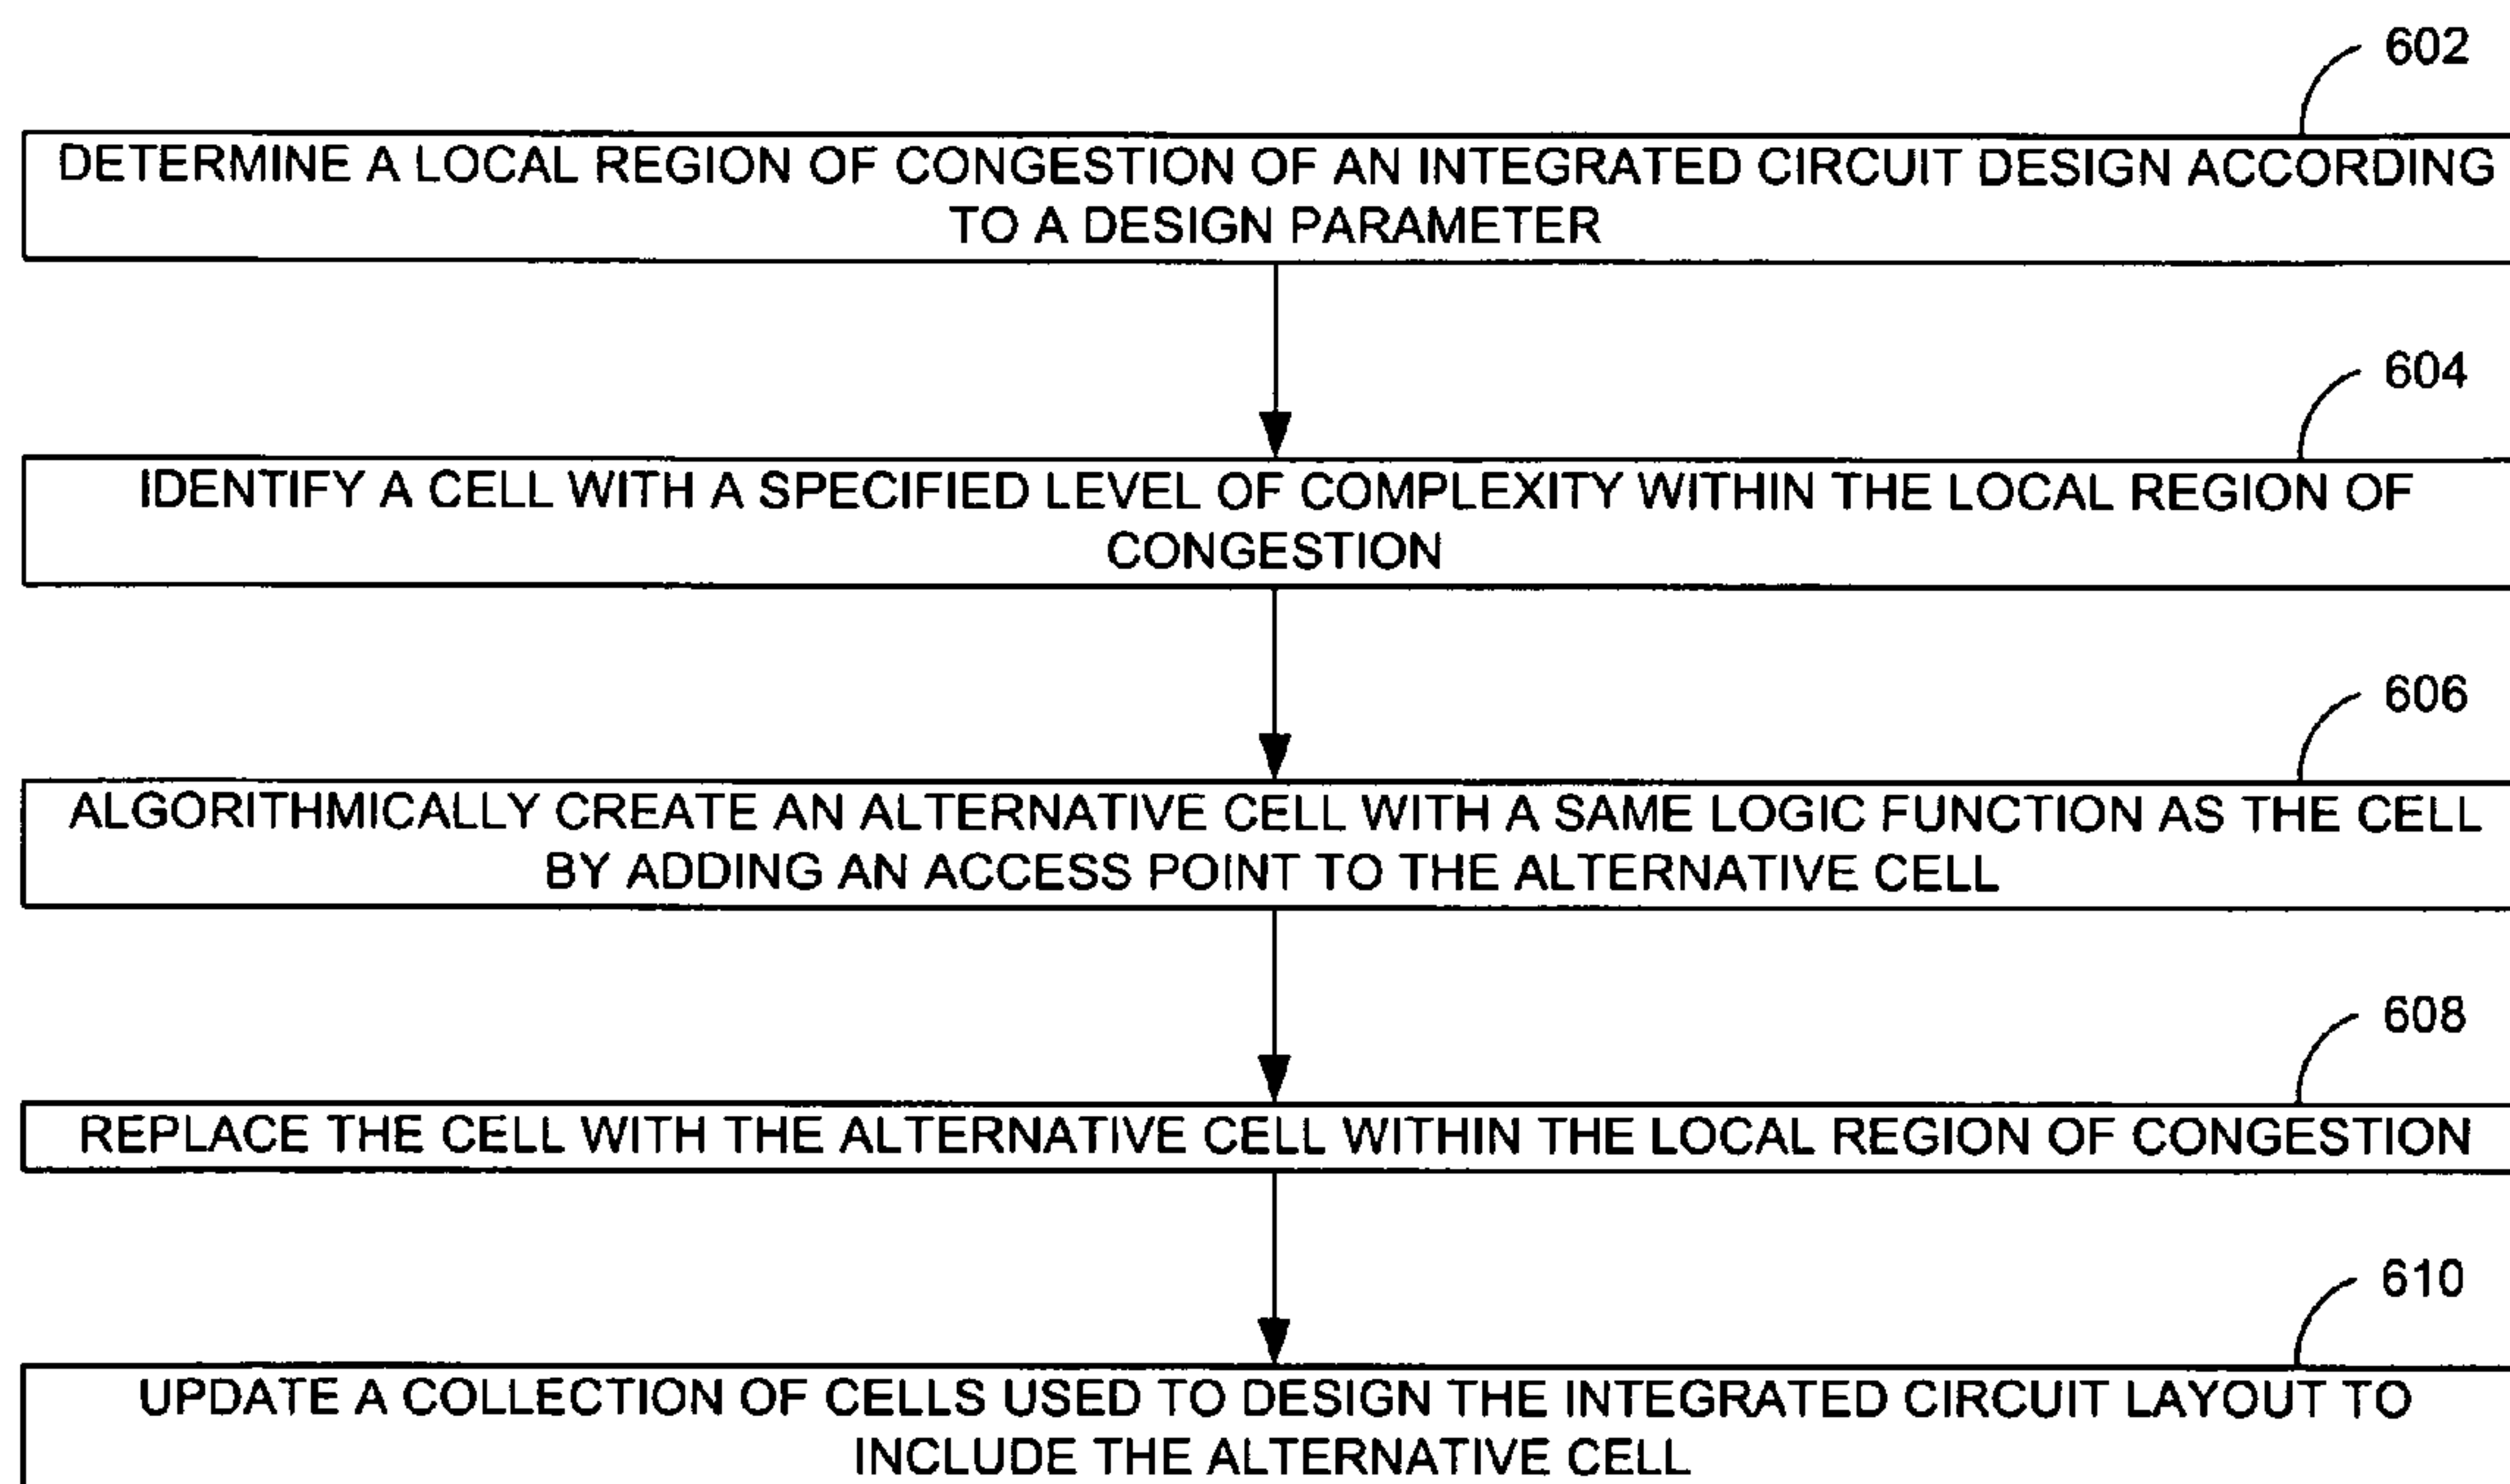 602
DETERMINE A LOCAL REGION OF CONGESTION OF AN INTEGRATED CIRCUIT DESIGN ACCORDING
TO A DESIGN PARAMETER
604
IDENTIFY A CELL WITH A SPECIFIED LEVEL OF COMPLEXITY WITHIN THE LOCAL REGION OF
CONGESTION
606
ALGORITHMICALLY CREATE AN ALTERNATIVE CELL WITH A SAME LOGIC FUNCTION AS THE CELL
BY ADDING AN ACCESS POINT TO THE ALTERNATIVE CELL
608
REPLACE THE CELL WITH THE ALTERNATIVE CELL WITHIN THE LOCAL REGION OF CONGESTION
610
UPDATE A COLLECTION OF CELLS USED TO DESIGN THE INTEGRATED CIRCUIT LAYOUT TO
INCLUDE THE ALTERNATIVE CELL